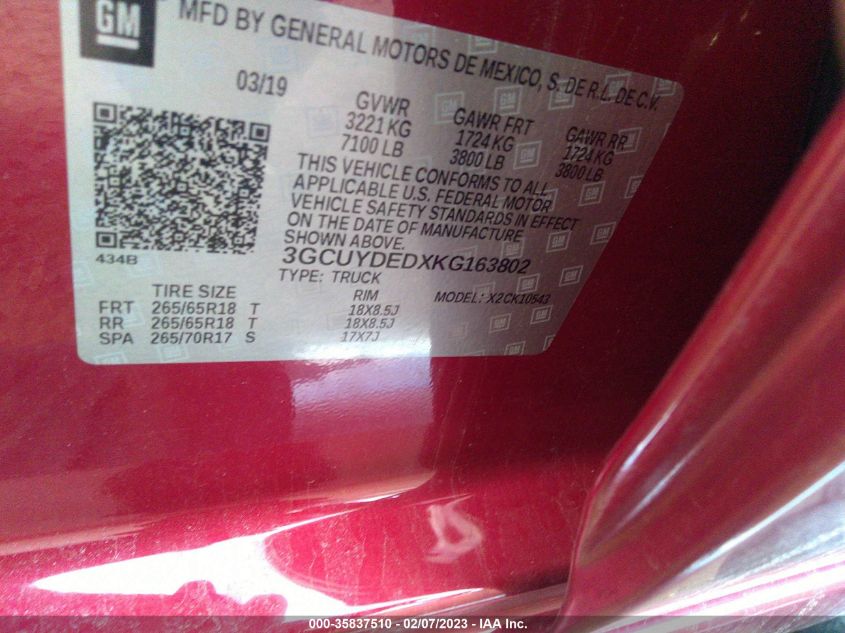 GM
MFD BY GENERAL MOTORS DE MEXICO, S. DE R.L. DE C.V.
03/19
GVWR GAWR FRT GAWR RR
3221 KG 1724 KG 1724 KG
7100 LB 3800 LB 3800 LB
THIS VEHICLE CONFORMS TO ALL
APPLICABLE U.S. FEDERAL MOTOR
VEHICLE SAFETY STANDARDS IN EFFECT
ON THE DATE OF MANUFACTURE
SHOWN ABOVE.
434B
3GCUYDEDXKG163802
TYPE: TRUCK MODEL: X2CK10543
TIRE SIZE RIM
FRT 265/65R18 T 18X8.5J
RR 265/65R18 T 18X8.5J
SPA 265/70R17 S 17X7J
000-35837510 - 02/07/2023 - IAA Inc.